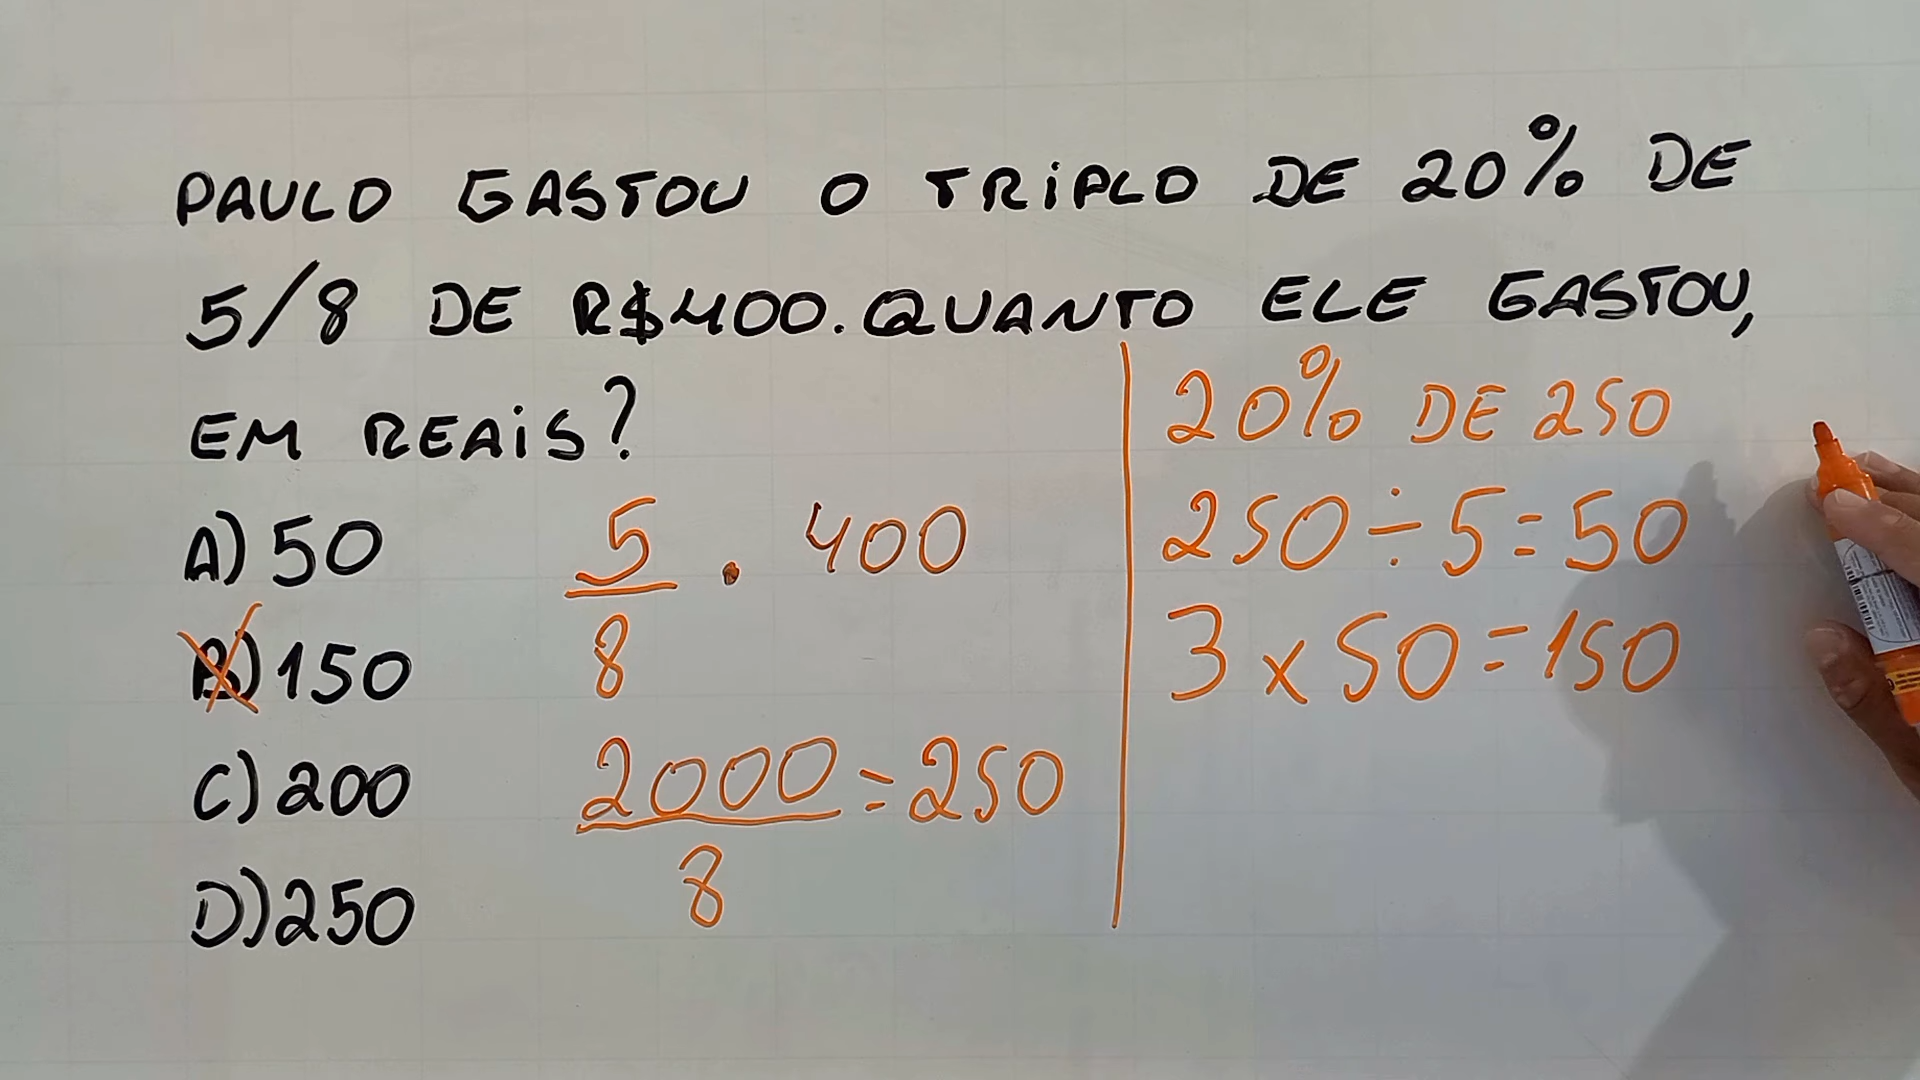 PAULO GASTOU O TRIPLO DE 20% DE
5/8 DE R$400. QUANTO ELE GASTOU,
EM REAIS?
A) 50
B) 150
C) 200
D) 250
5/8 . 400
2000/8 = 250
20% DE 250
250 ÷ 5 = 50
3 x 50 = 150